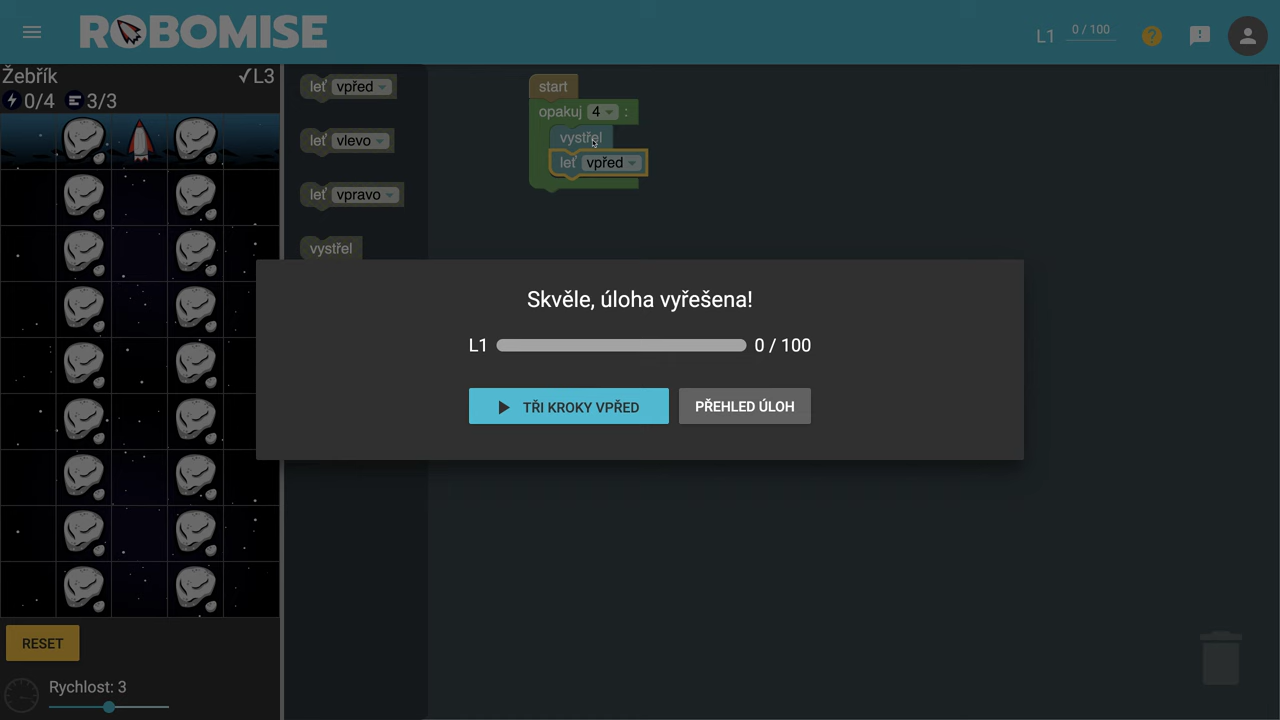 ROBOMISE
L1 0 / 100
Žebřík
✓L3
0/4 3/3
leť vpřed
leť vlevo
leť vpravo
vystřel
start
opakuj 4 :
vystřel
leť vpřed
Skvěle, úloha vyřešena!
L1 0 / 100
TŘI KROKY VPŘED
PŘEHLED ÚLOH
RESET
Rychlost: 3